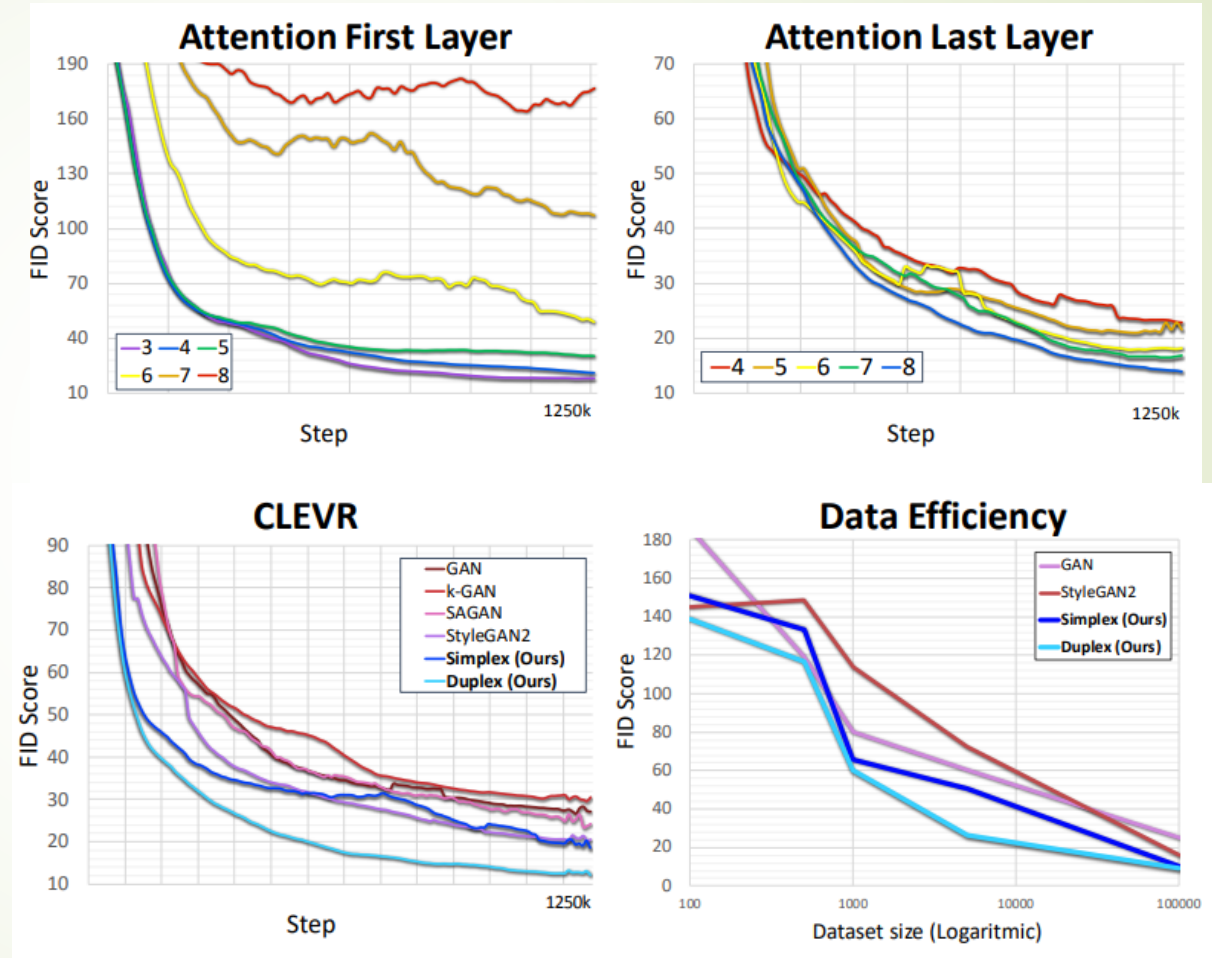 Attention First Layer
190
160
130
100
70
40
10
FID Score
3 4 5
6 7 8
1250k
Step
Attention Last Layer
70
60
50
40
30
20
10
FID Score
4 5 6 7 8
1250k
Step
CLEVR
90
80
70
60
50
40
30
20
10
FID Score
GAN
k-GAN
SAGAN
StyleGAN2
Simplex (Ours)
Duplex (Ours)
1250k
Step
Data Efficiency
180
160
140
120
100
80
60
40
20
0
FID Score
GAN
StyleGAN2
Simplex (Ours)
Duplex (Ours)
100 1000 10000 100000
Dataset size (Logaritmic)